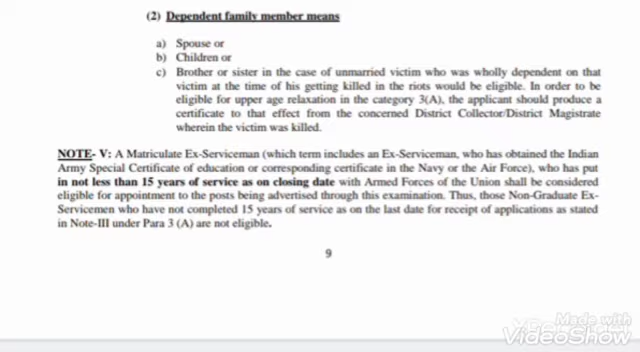 (2) Dependent family member means
a) Spouse or
b) Children or
c) Brother or sister in the case of unmarried victim who was wholly dependent on that
victim at the time of his getting killed in the riots would be eligible. In order to be
eligible for upper age relaxation in the category 3(A), the applicant should produce a
certificate to that effect from the concerned District Collector/District Magistrate
wherein the victim was killed.
NOTE- V: A Matriculate Ex-Serviceman (which term includes an Ex-Serviceman, who has obtained the Indian
Army Special Certificate of education or corresponding certificate in the Navy or the Air Force), who has put
in not less than 15 years of service as on closing date with Armed Forces of the Union shall be considered
eligible for appointment to the posts being advertised through this examination. Thus, those Non-Graduate Ex-
Servicemen who have not completed 15 years of service as on the last date for receipt of applications as stated
in Note-III under Para 3 (A) are not eligible.
9
Made with
VideoShow